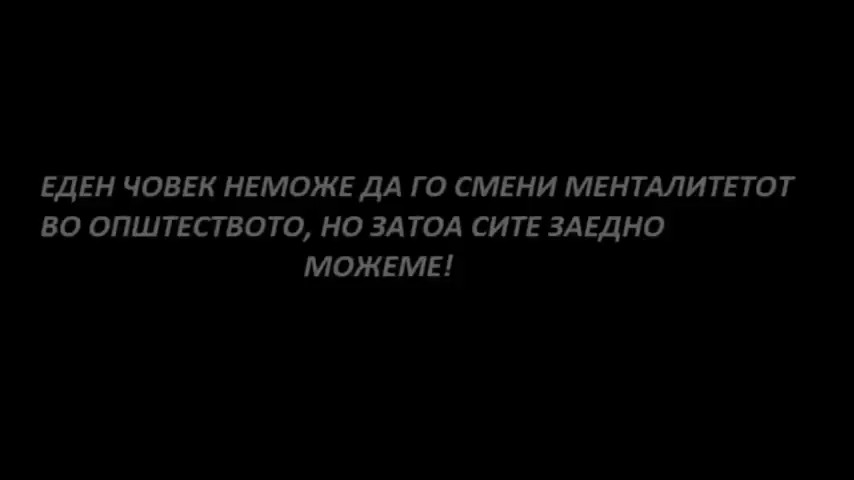 ЕДЕН ЧОВЕК НЕМОЖЕ ДА ГО СМЕНИ МЕНТАЛИТЕТОТ
ВО ОПШТЕСТВОТО, НО ЗАТОА СИТЕ ЗАЕДНО
МОЖЕМЕ!